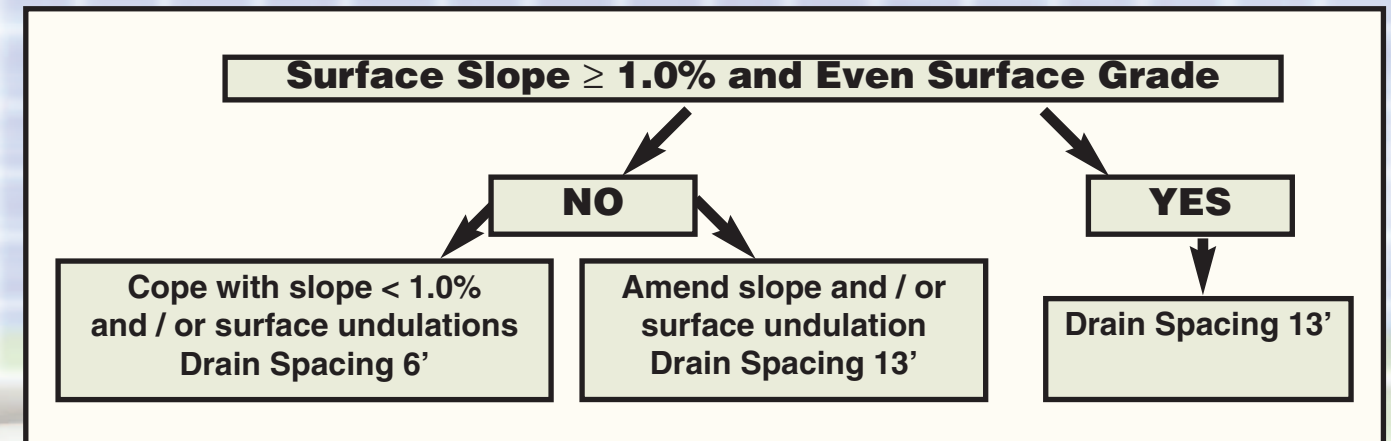 Surface Slope ≥ 1.0% and Even Surface Grade
NO
YES
Cope with slope < 1.0%
and / or surface undulations
Drain Spacing 6’
Amend slope and / or
surface undulation
Drain Spacing 13’
Drain Spacing 13’